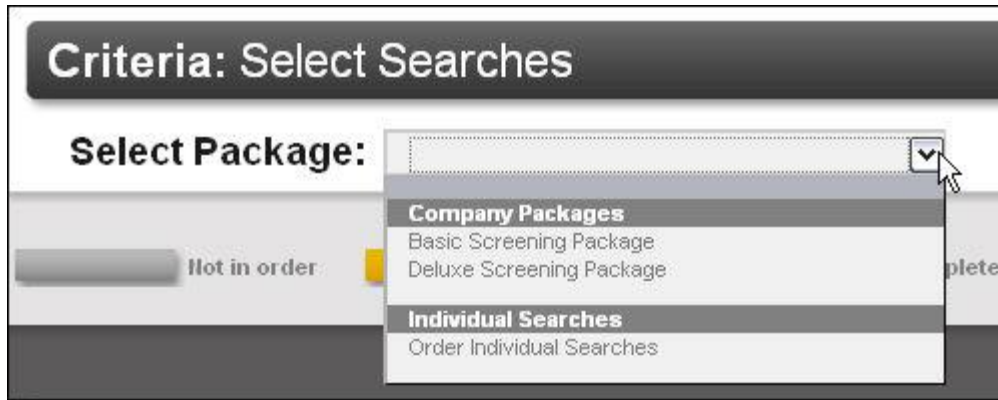 Criteria: Select Searches
Select Package:
Company Packages
Basic Screening Package
Deluxe Screening Package
Not in order
plete
Individual Searches
Order Individual Searches